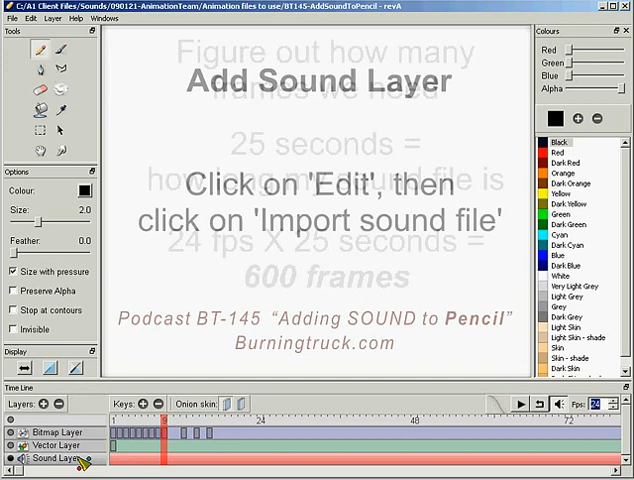 C:/A1 Client Files/Sounds/090121-AnimationTeam/Animation files to use/BT145-AddSoundToPencil - revA
File Edit Layer Help Windows
Tools
Options
Colour:
Size: 2.0
Feather: 0.0
Size with pressure
Preserve Alpha
Stop at contours
Invisible
Display
Figure out how many
frames we need
Add Sound Layer
25 seconds =
how long my sound file is
Click on 'Edit', then
click on 'Import sound file'
24 fps X 25 seconds =
600 frames
Podcast BT-145 “Adding SOUND to Pencil”
Burningtruck.com
Colours
Red
Green
Blue
Alpha
Black
Red
Dark Red
Orange
Dark Orange
Yellow
Dark Yellow
Green
Dark Green
Cyan
Dark Cyan
Blue
Dark Blue
White
Very Light Grey
Light Grey
Grey
Dark Grey
Light Skin
Light Skin - shade
Skin
Skin - shade
Dark Skin
Time Line
Layers: Keys: Onion skin: Fps: 24
1 9 24 48 72
Bitmap Layer
Vector Layer
Sound Layer